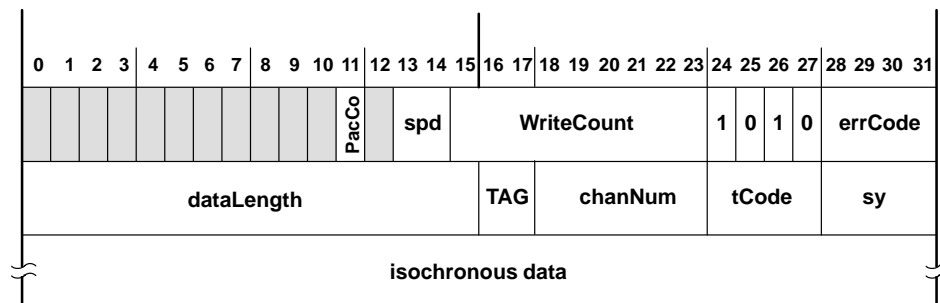 0 1 2 3 4 5 6 7 8 9 10 11 12 13 14 15 16 17 18 19 20 21 22 23 24 25 26 27 28 29 30 31
PacCo spd WriteCount 1 0 1 0 errCode
dataLength TAG chanNum tCode sy
isochronous data